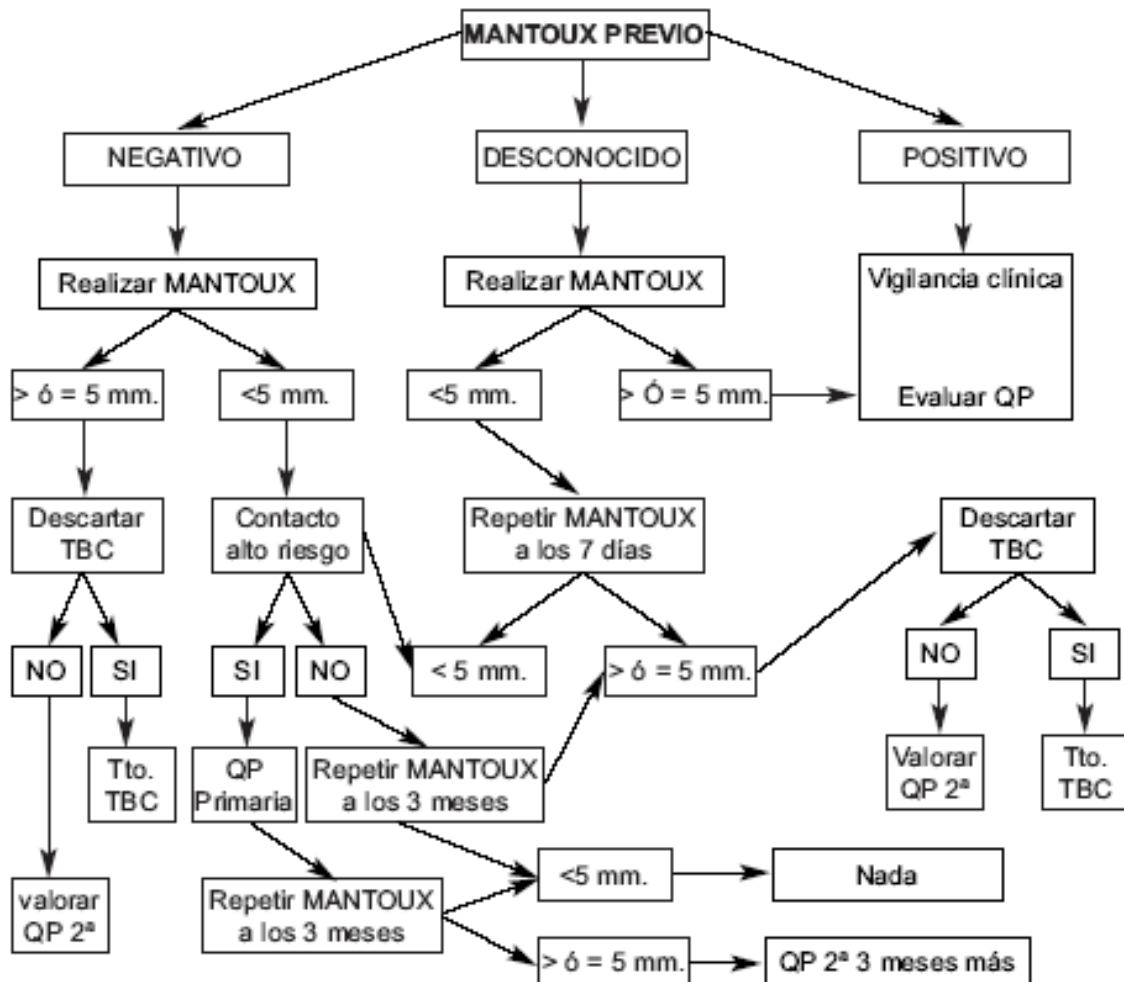 MANTOUX PREVIO
NEGATIVO
DESCONOCIDO
POSITIVO
Realizar MANTOUX
Realizar MANTOUX
Vigilancia clínica
Evaluar QP
> ó = 5 mm.
<5 mm.
<5 mm.
> Ó = 5 mm.
Descartar
TBC
Contacto
alto riesgo
Repetir MANTOUX
a los 7 días
Descartar
TBC
NO
SI
SI
NO
< 5 mm.
> ó = 5 mm.
NO
SI
Tto.
TBC
QP
Primaria
Repetir MANTOUX
a los 3 meses
Valorar
QP 2ª
Tto.
TBC
valorar
QP 2ª
Repetir MANTOUX
a los 3 meses
<5 mm.
Nada
> ó = 5 mm.
QP 2ª 3 meses más